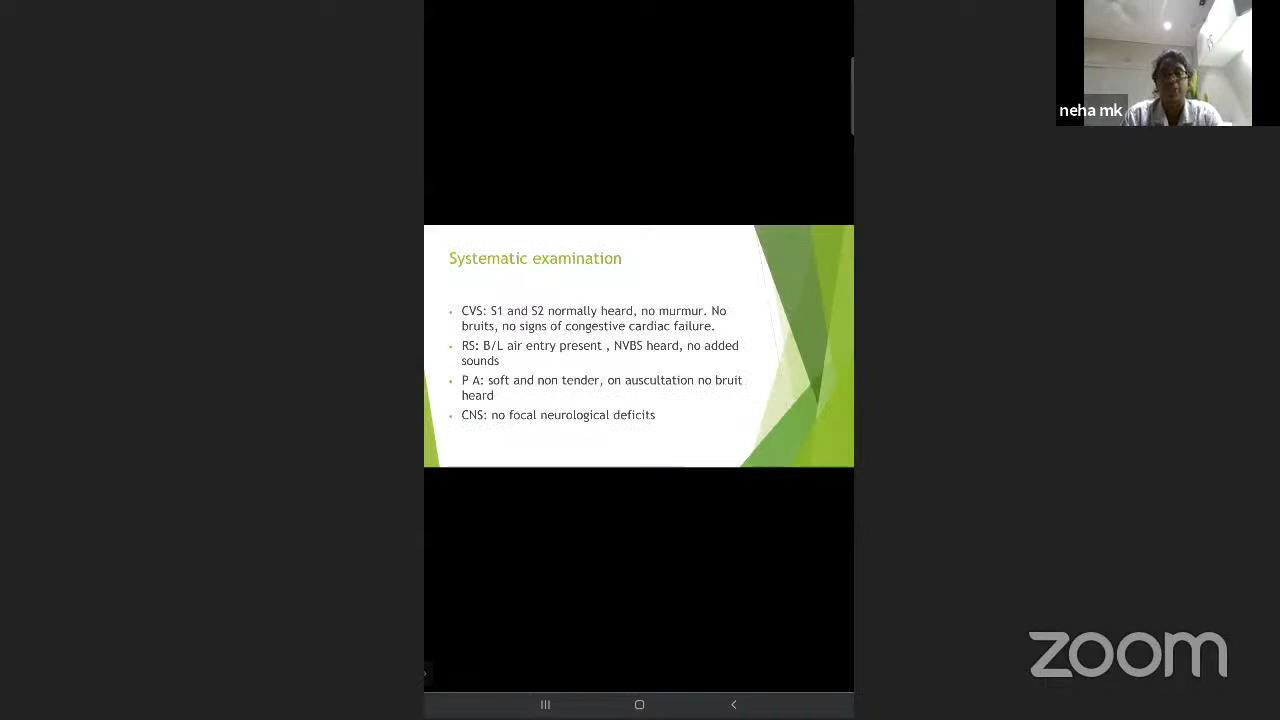 neha mk
Systematic examination
CVS: S1 and S2 normally heard, no murmur. No
bruits, no signs of congestive cardiac failure.
RS: B/L air entry present , NVBS heard, no added
sounds
P A: soft and non tender, on auscultation no bruit
heard
CNS: no focal neurological deficits
zoom